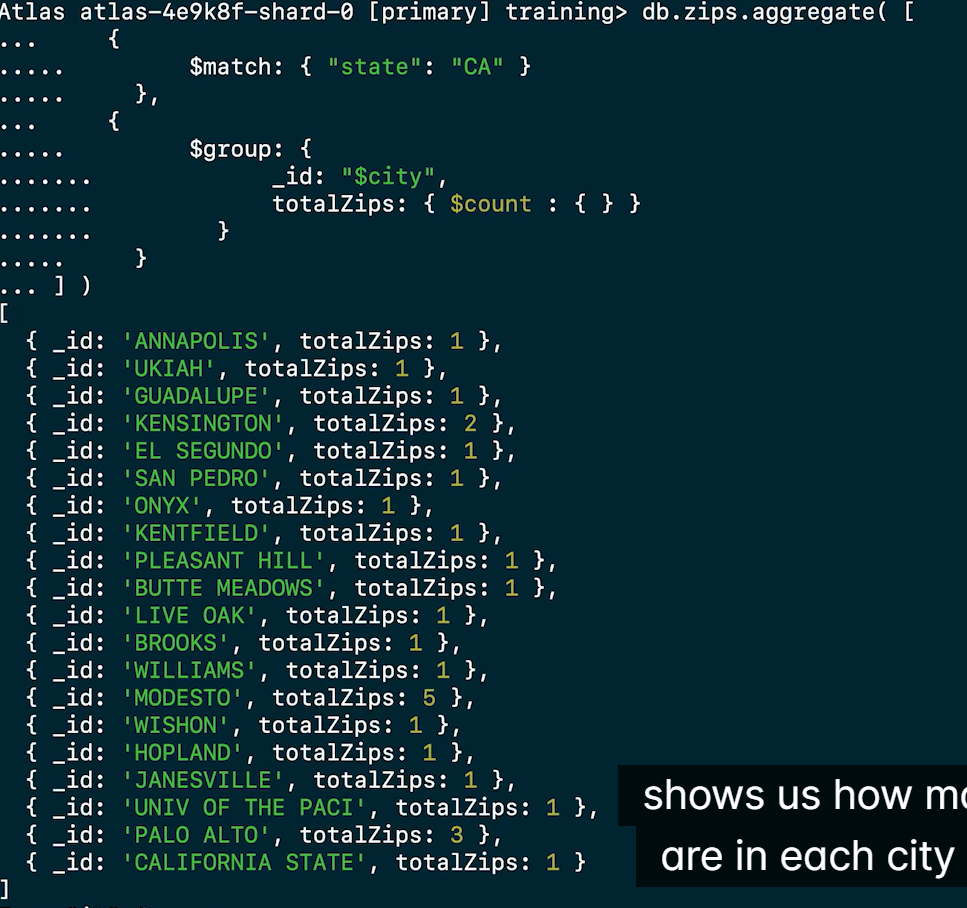 Atlas atlas-4e9k8f-shard-0 [primary] training> db.zips.aggregate( [
...     {
.....         $match: { "state": "CA" }
.....     },
...     {
.....         $group: {
.......             _id: "$city",
.......             totalZips: { $count : { } }
.......         }
.....     }
... ] )
[
  { _id: 'ANNAPOLIS', totalZips: 1 },
  { _id: 'UKIAH', totalZips: 1 },
  { _id: 'GUADALUPE', totalZips: 1 },
  { _id: 'KENSINGTON', totalZips: 2 },
  { _id: 'EL SEGUNDO', totalZips: 1 },
  { _id: 'SAN PEDRO', totalZips: 1 },
  { _id: 'ONYX', totalZips: 1 },
  { _id: 'KENTFIELD', totalZips: 1 },
  { _id: 'PLEASANT HILL', totalZips: 1 },
  { _id: 'BUTTE MEADOWS', totalZips: 1 },
  { _id: 'LIVE OAK', totalZips: 1 },
  { _id: 'BROOKS', totalZips: 1 },
  { _id: 'WILLIAMS', totalZips: 1 },
  { _id: 'MODESTO', totalZips: 5 },
  { _id: 'WISHON', totalZips: 1 },
  { _id: 'HOPLAND', totalZips: 1 },
  { _id: 'JANESVILLE', totalZips: 1 },
  { _id: 'UNIV OF THE PACI', totalZips: 1 },
  { _id: 'PALO ALTO', totalZips: 3 },
  { _id: 'CALIFORNIA STATE', totalZips: 1 }
]
shows us how
are in each city